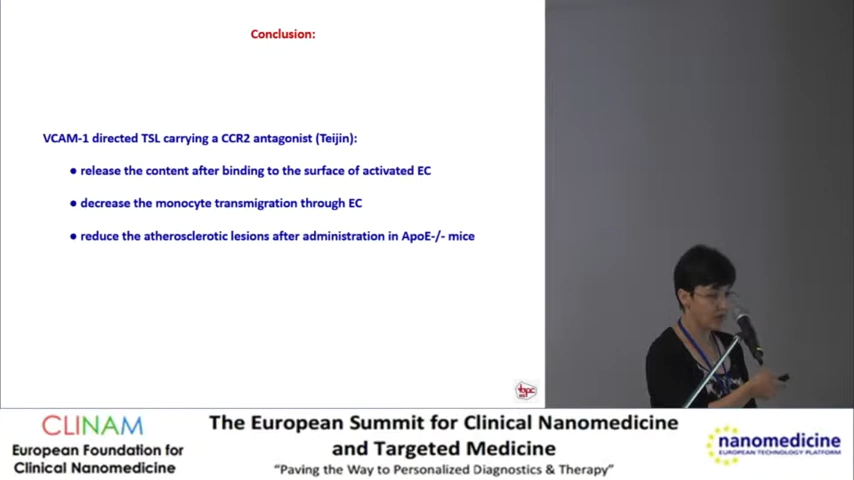 Conclusion:
VCAM-1 directed TSL carrying a CCR2 antagonist (Teijin):
● release the content after binding to the surface of activated EC
● decrease the monocyte transmigration through EC
● reduce the atherosclerotic lesions after administration in ApoE-/- mice
CLINAM
European Foundation for
Clinical Nanomedicine
The European Summit for Clinical Nanomedicine
and Targeted Medicine
“Paving the Way to Personalized Diagnostics & Therapy”
nanomedicine
EUROPEAN TECHNOLOGY PLATFORM